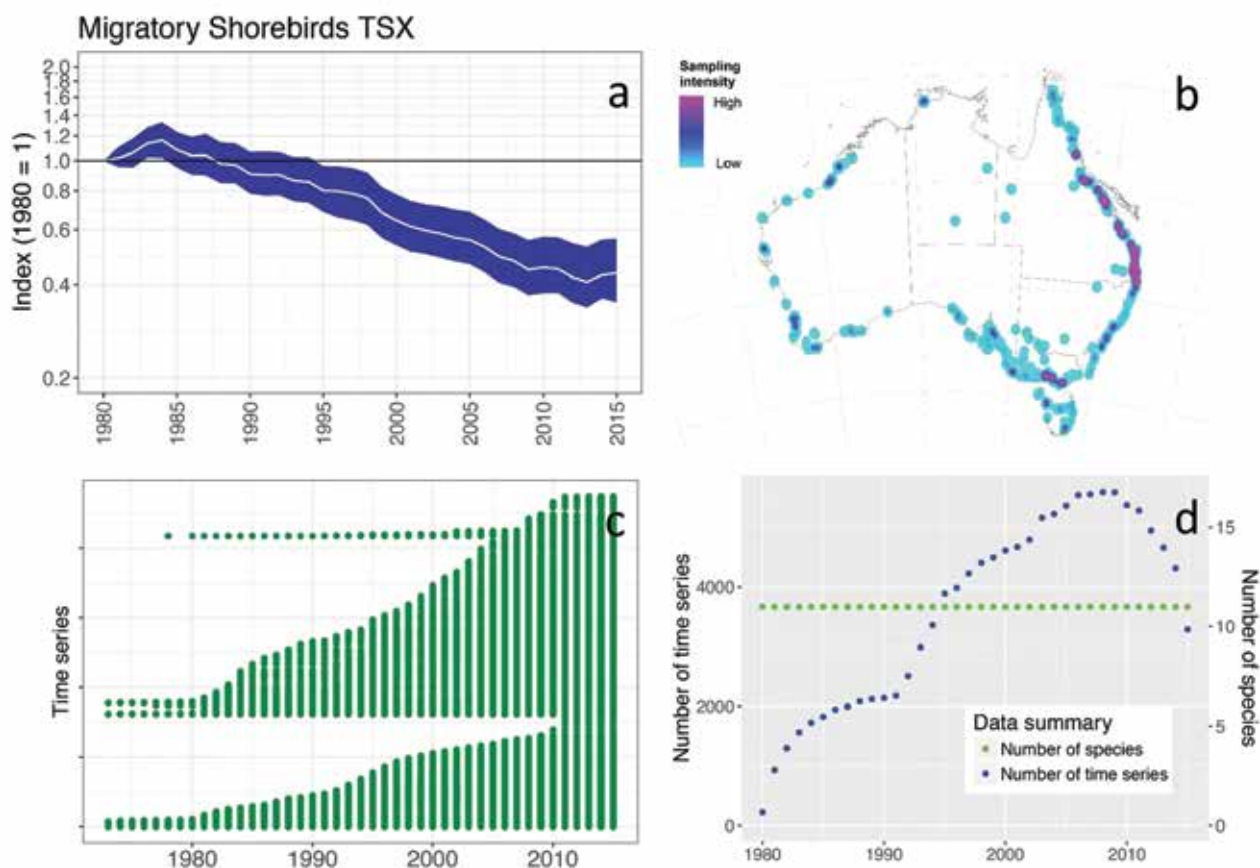 Migratory Shorebirds TSX
a
Index (1980 = 1)
2.0
1.8
1.6
1.4
1.2
1.0
0.8
0.6
0.4
0.2
1980
1985
1990
1995
2000
2005
2010
2015
Sampling
intensity
High
Low
b
c
Time series
1980
1990
2000
2010
d
Number of time series
4000
2000
0
15
10
5
0
Number of
species
Data summary
Number of species
Number of time series
1980
1990
2000
2010